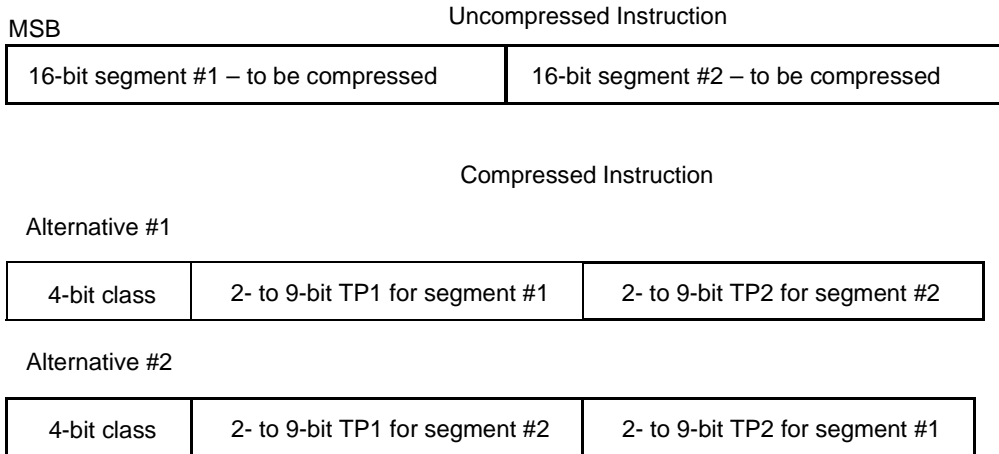 MSB
Uncompressed Instruction
16-bit segment #1 – to be compressed
16-bit segment #2 – to be compressed
Compressed Instruction
Alternative #1
4-bit class
2- to 9-bit TP1 for segment #1
2- to 9-bit TP2 for segment #2
Alternative #2
4-bit class
2- to 9-bit TP1 for segment #2
2- to 9-bit TP2 for segment #1